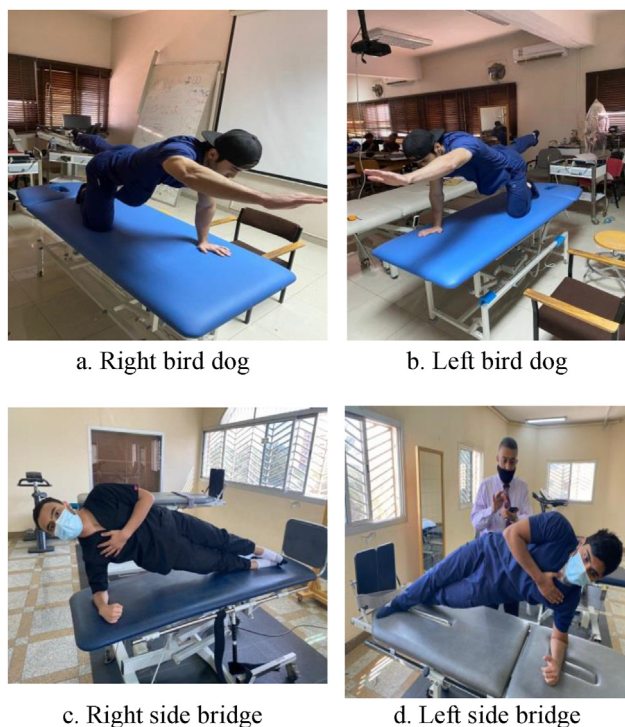 a. Right bird dog
b. Left bird dog
c. Right side bridge
d. Left side bridge